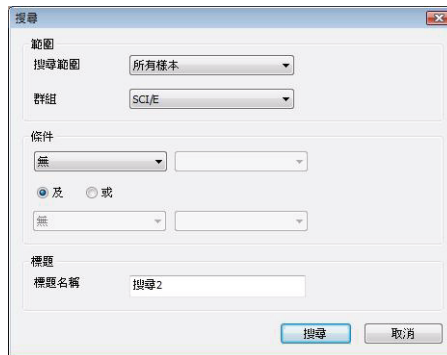 搜尋
範圍
搜尋範圍 所有樣本
群組 SCI/E
條件
無
及 或
無
標題
標題名稱 搜尋2
搜尋 取消